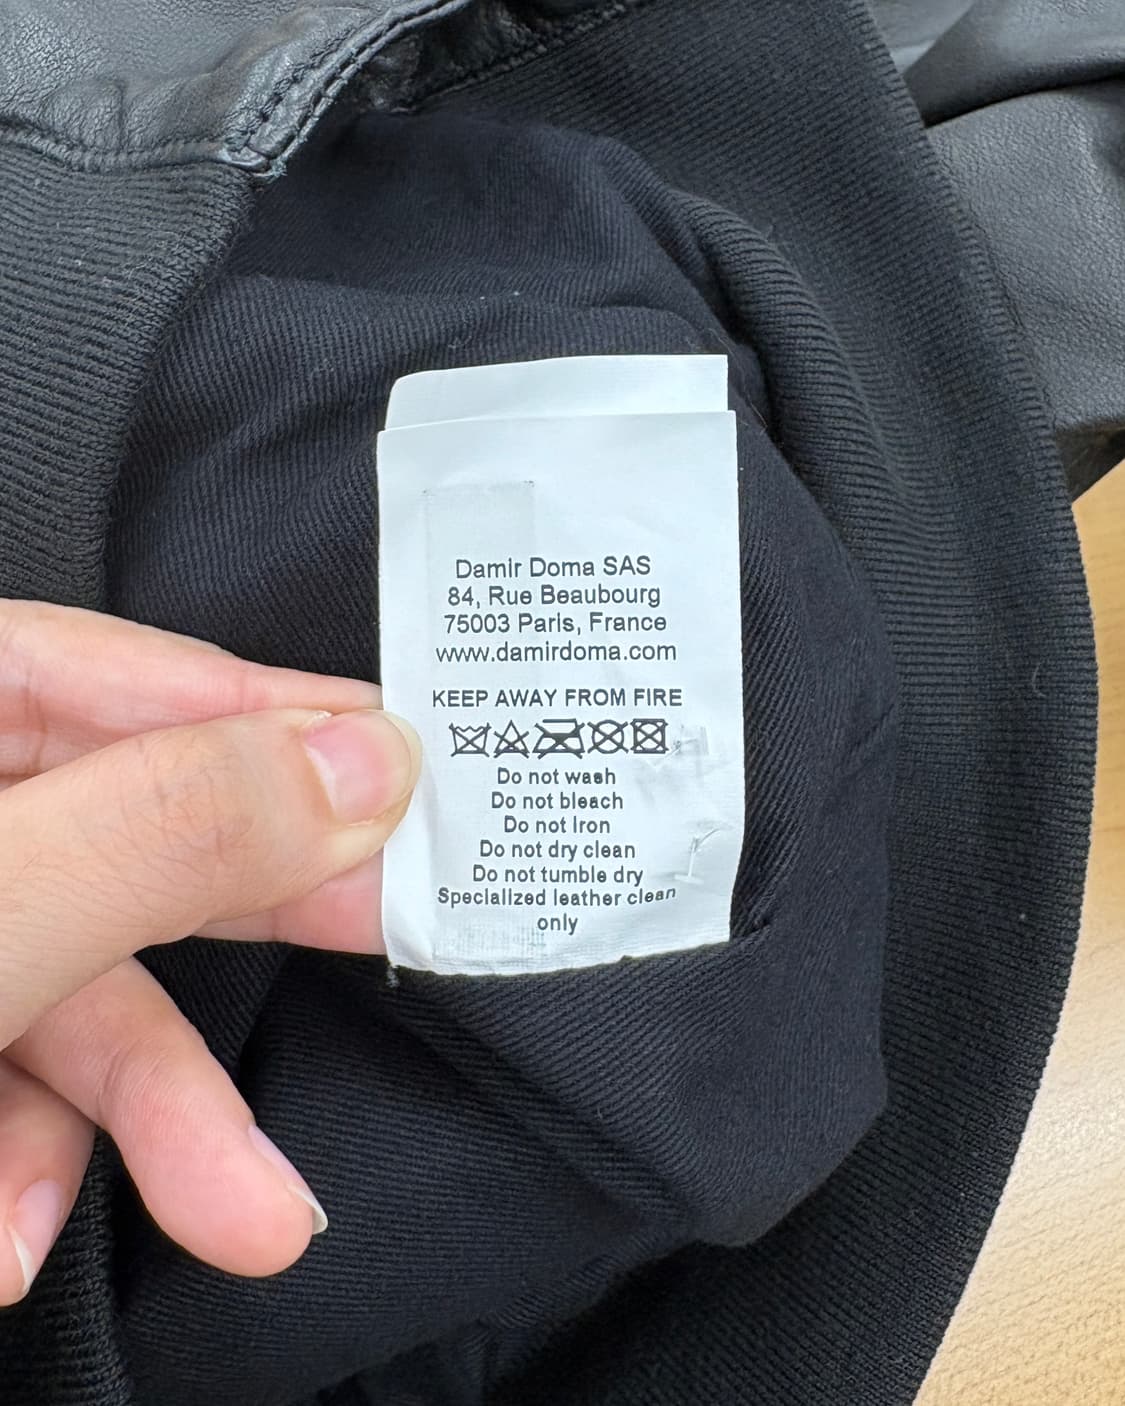 Damir Doma SAS
84, Rue Beaubourg
75003 Paris, France
www.damirdoma.com
KEEP AWAY FROM FIRE
Do not wash
Do not bleach
Do not Iron
Do not dry clean
Do not tumble dry
Specialized leather clean
only